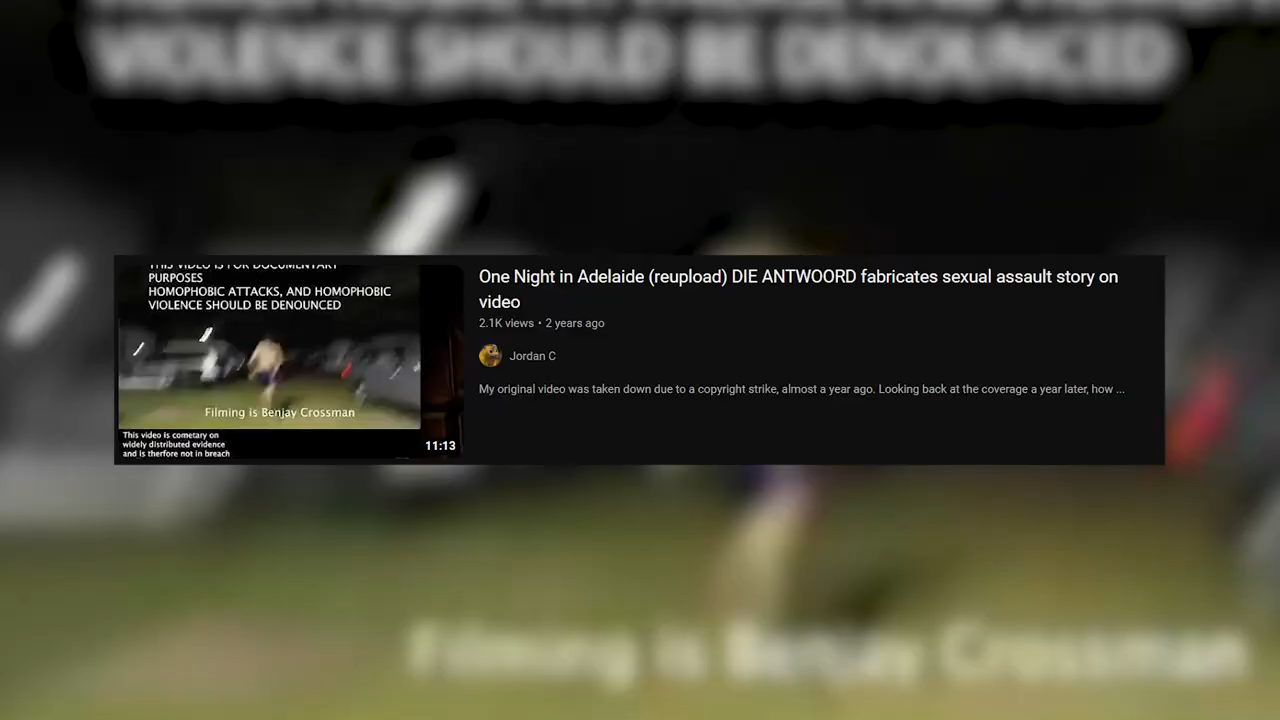 VIOLENCE SHOULD BE DENOUNCED
THIS VIDEO IS FOR DOCUMENTARY
PURPOSES
HOMOPHOBIC ATTACKS, AND HOMOPHOBIC
VIOLENCE SHOULD BE DENOUNCED
Filming is Benjay Crossman
This video is cometary on
widely distributed evidence
and is therfore not in breach
11:13
One Night in Adelaide (reupload) DIE ANTWOORD fabricates sexual assault story on
video
2.1K views • 2 years ago
Jordan C
My original video was taken down due to a copyright strike, almost a year ago. Looking back at the coverage a year later, how ...
Filming is Benjay Crossman